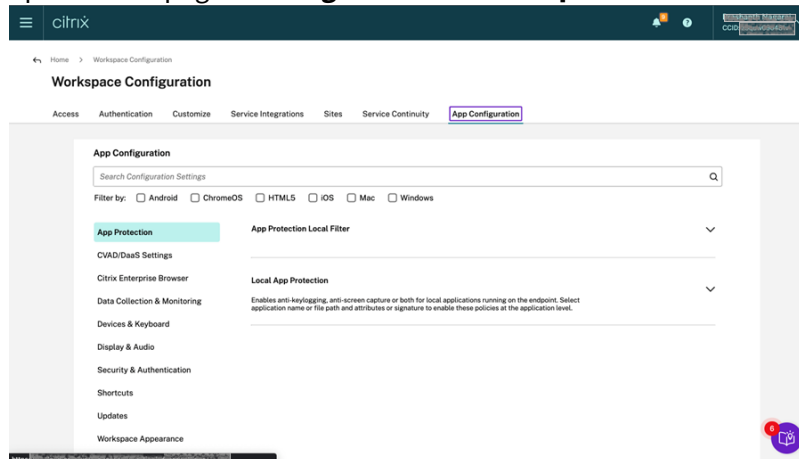 citrix
Home > Workspace Configuration
Workspace Configuration
Access Authentication Customize Service Integrations Sites Service Continuity App Configuration
App Configuration
Search Configuration Settings
Filter by: Android ChromeOS HTML5 iOS Mac Windows
App Protection
App Protection Local Filter
CVAD/DaaS Settings
Citrix Enterprise Browser
Local App Protection
Data Collection & Monitoring
Enables anti-keylogging, anti-screen capture or both for local applications running on the endpoint. Select
application name or file path and attributes or signature to enable these policies at the application level.
Devices & Keyboard
Display & Audio
Security & Authentication
Shortcuts
Updates
Workspace Appearance
6